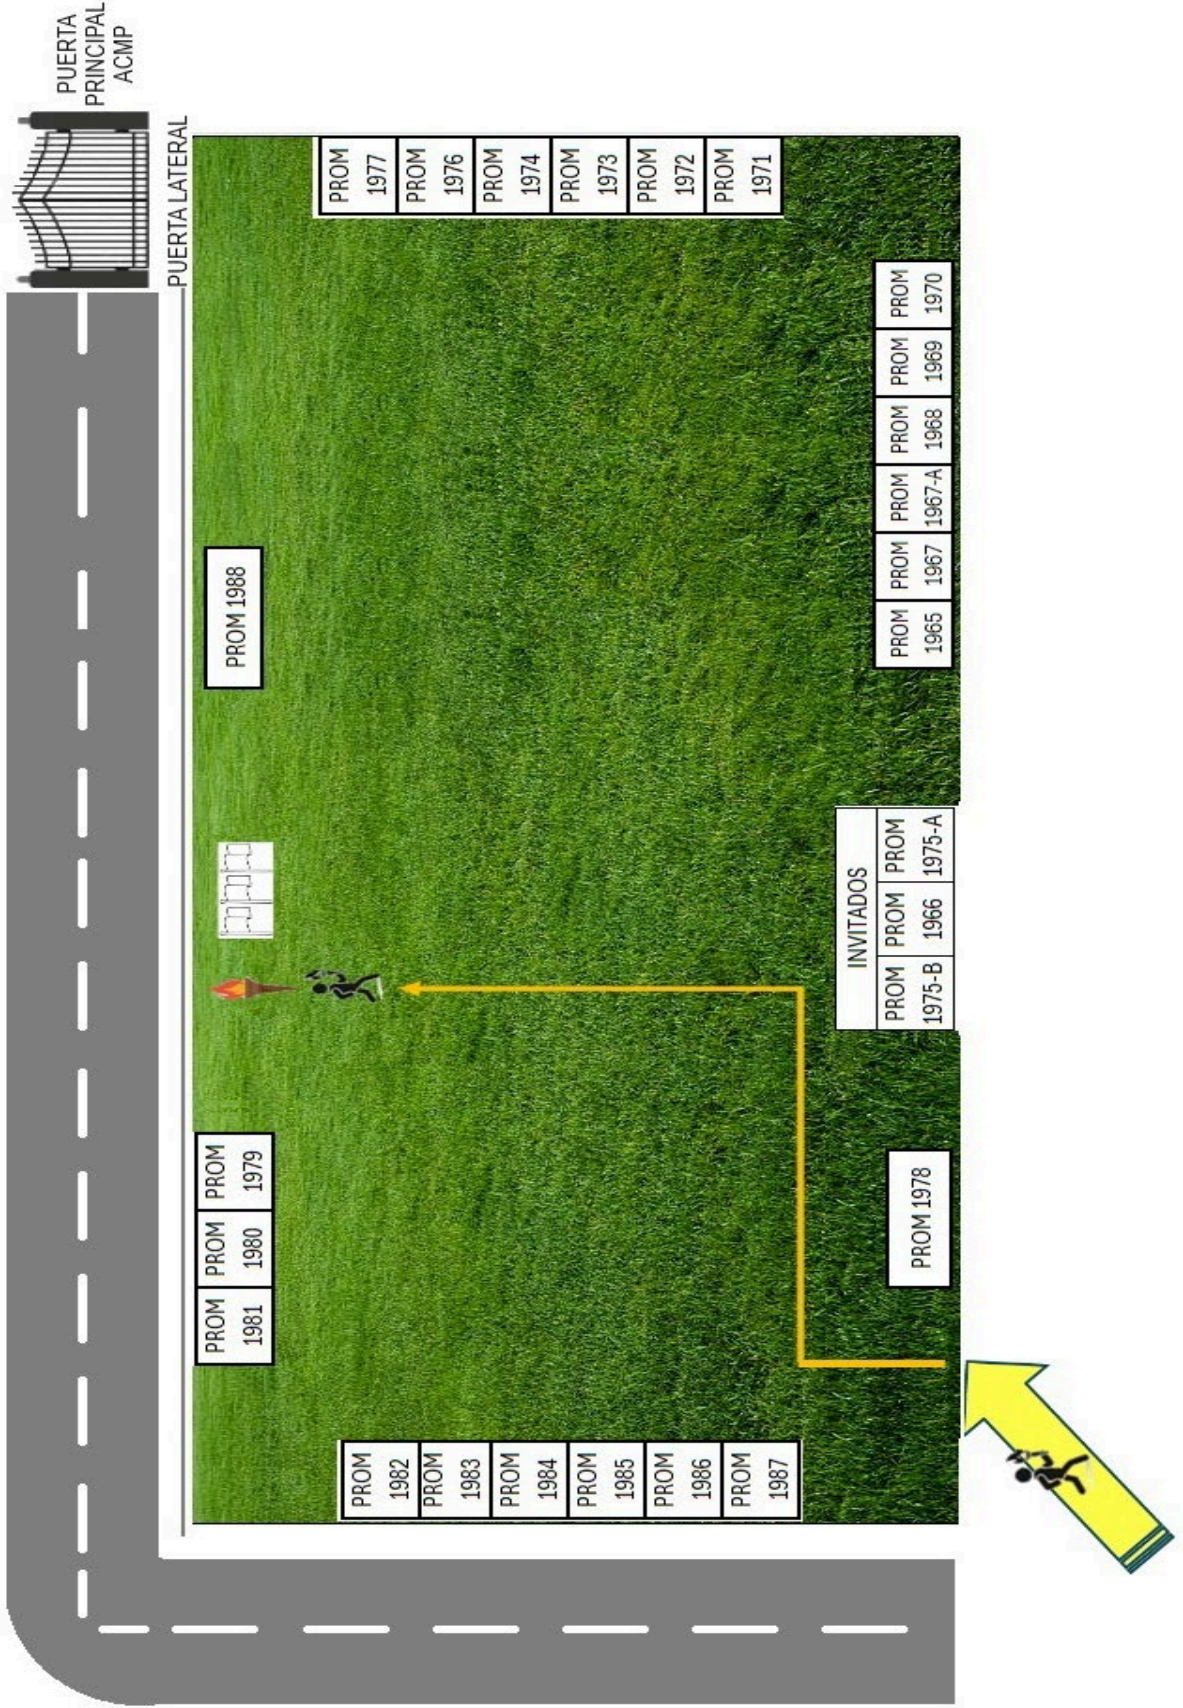 PUERTA
PRINCIPAL
ACMP
PUERTA LATERAL
PROM
1977
PROM
1976
PROM
1974
PROM
1973
PROM
1972
PROM
1971
PROM
1970
PROM
1969
PROM
1968
PROM
1967-A
PROM
1967
PROM
1965
PROM 1988
INVITADOS
PROM
1975-B
PROM
1966
PROM
1975-A
PROM 1978
PROM
1981
PROM
1980
PROM
1979
PROM
1982
PROM
1983
PROM
1984
PROM
1985
PROM
1986
PROM
1987